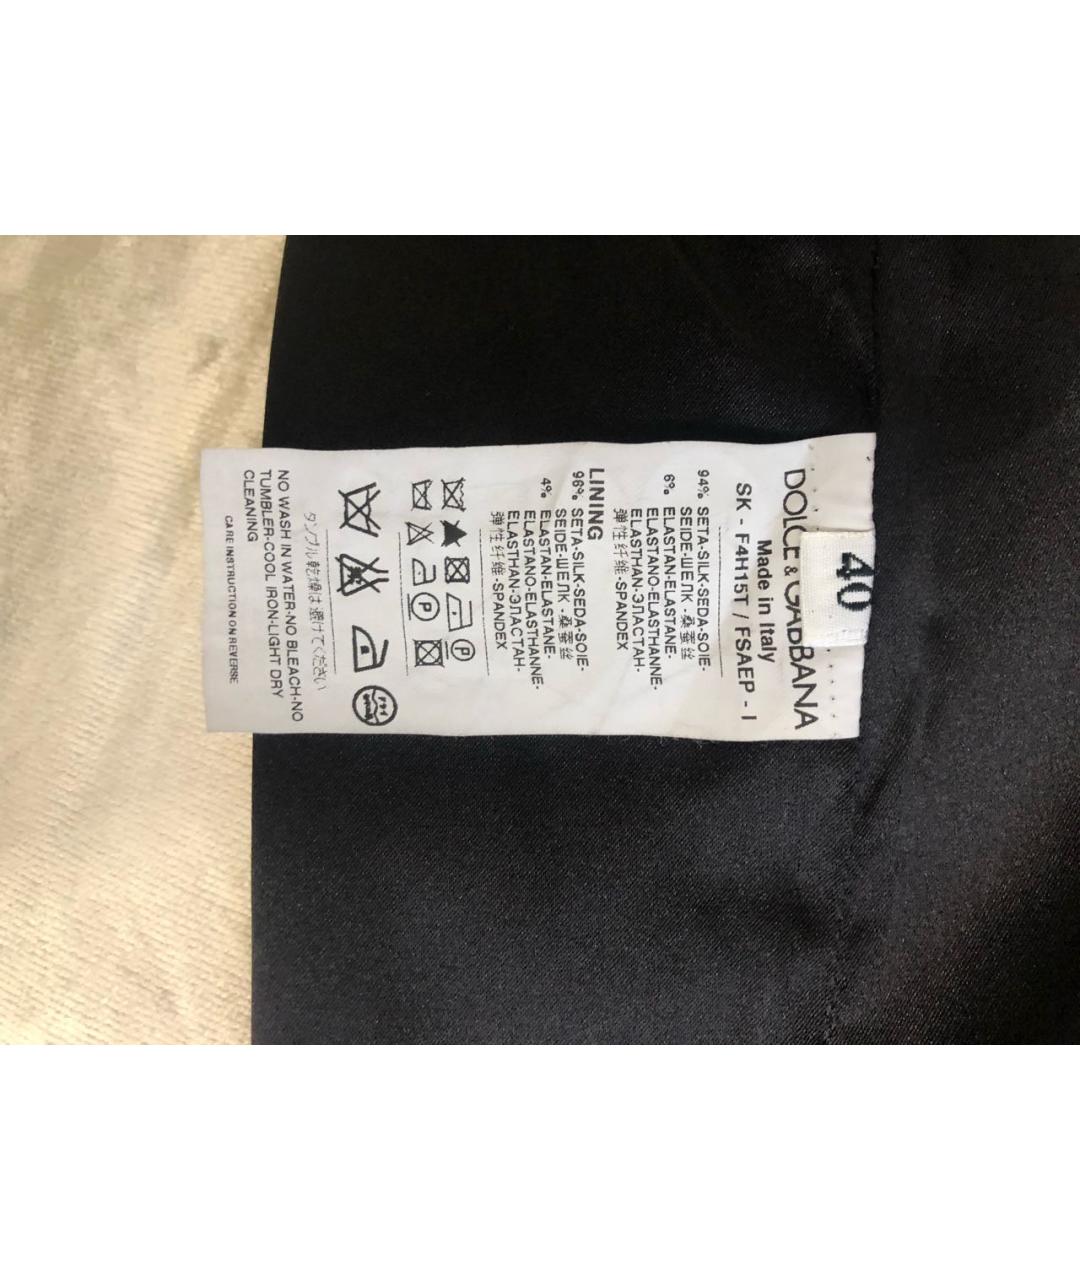 40
DOLCE & GABBANA
Made in Italy
SK - F4H15T / FSAEP - I
94% SETA-SILK-SEDA-SOIE-
SEIDE-ШЕЛК-桑蚕丝
6% ELASTAN-ELASTANE-
ELASTANO-ELASTHANNE-
ELASTHAN-ЭЛАСТАН-
弹性纤维-SPANDEX
LINING
96% SETA-SILK-SEDA-SOIE-
SEIDE-ШЕЛК-桑蚕丝
4% ELASTAN-ELASTANE-
ELASTANO-ELASTHANNE-
ELASTHAN-ЭЛАСТАН-
弹性纤维-SPANDEX
P
P
ドライ
タンブル乾燥は避けてください
NO WASH IN WATER-NO BLEACH-NO
TUMBLER-COOL IRON-LIGHT DRY
CLEANING
CARE INSTRUCTION ON REVERSE